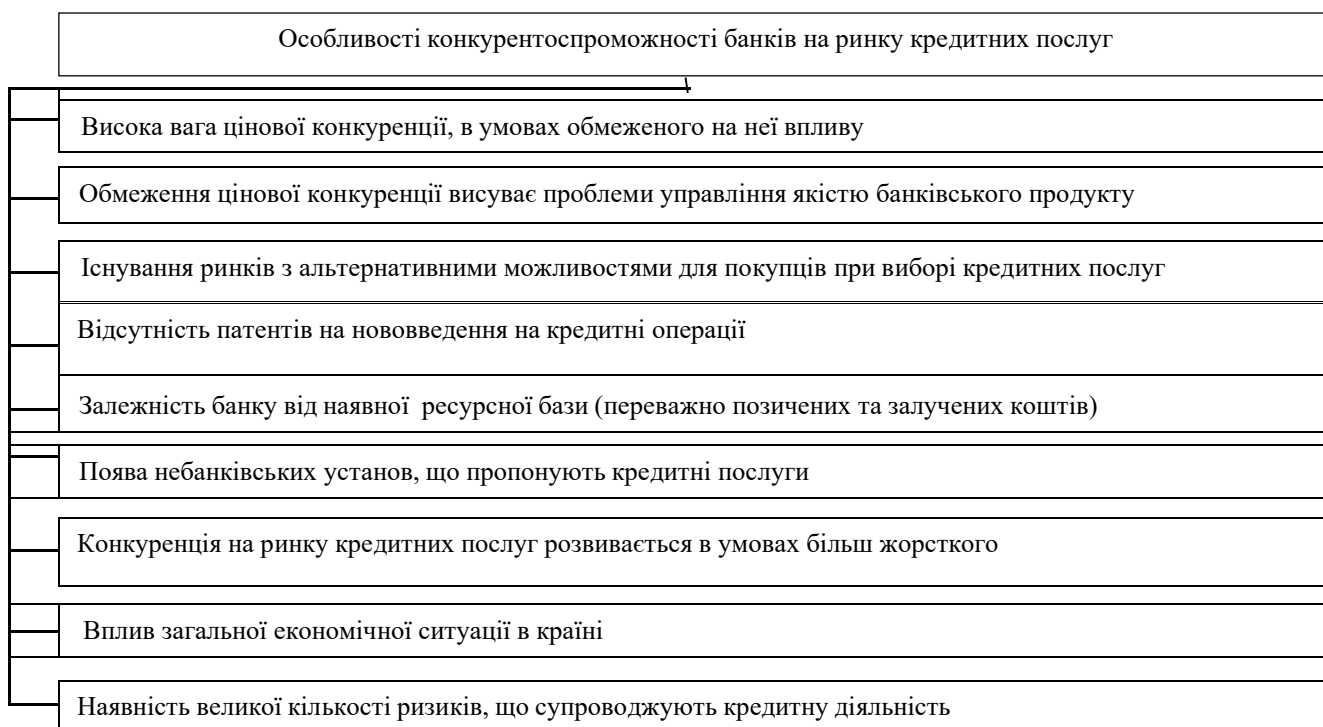 Особливості конкурентоспроможності банків на ринку кредитних послуг
Висока вага цінової конкуренції, в умовах обмеженого на неї впливу
Обмеження цінової конкуренції висуває проблеми управління якістю банківського продукту
Існування ринків з альтернативними можливостями для покупців при виборі кредитних послуг
Відсутність патентів на нововведення на кредитні операції
Залежність банку від наявної ресурсної бази (переважно позичених та залучених коштів)
Поява небанківських установ, що пропонують кредитні послуги
Конкуренція на ринку кредитних послуг розвивається в умовах більш жорсткого
Вплив загальної економічної ситуації в країні
Наявність великої кількості ризиків, що супроводжують кредитну діяльність